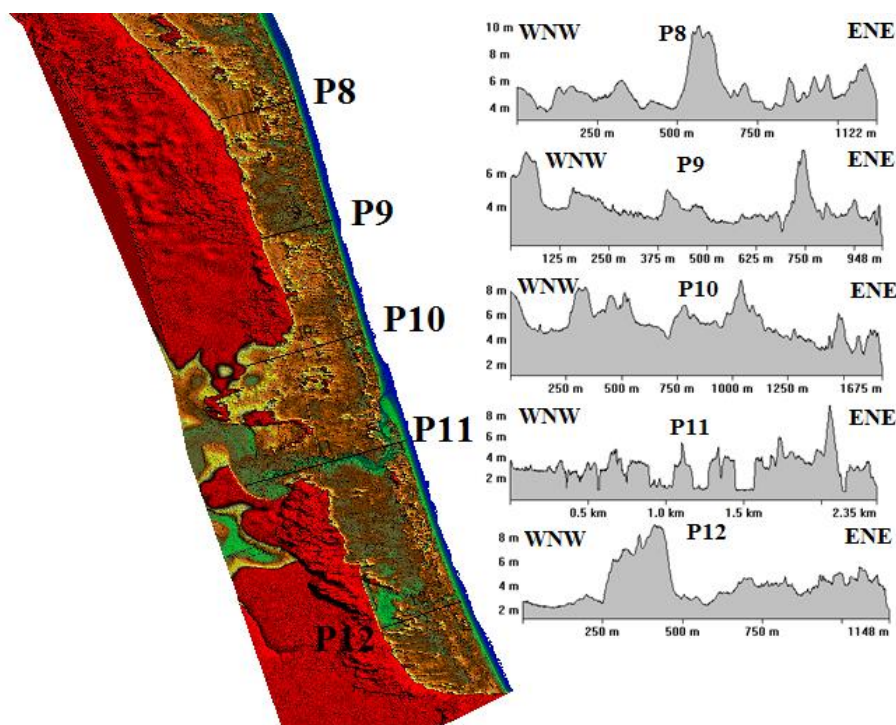 P8
P9
P10
P11
P12
WNW P8 ENE
10 m
8 m
6 m
4 m
250 m 500 m 750 m 1122 m
WNW P9 ENE
6 m
4 m
125 m 250 m 375 m 500 m 625 m 750 m 948 m
WNW P10 ENE
8 m
6 m
4 m
2 m
250 m 500 m 750 m 1000 m 1250 m 1675 m
WNW P11 ENE
8 m
6 m
4 m
2 m
0.5 km 1.0 km 1.5 km 2.35 km
WNW P12 ENE
8 m
6 m
4 m
2 m
250 m 500 m 750 m 1148 m